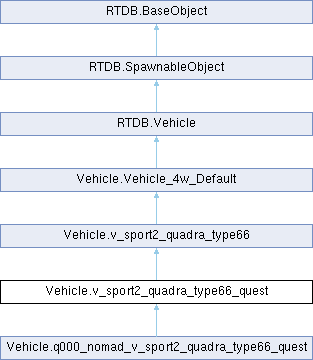 RTDB.BaseObject
RTDB.SpawnableObject
RTDB.Vehicle
Vehicle.Vehicle_4w_Default
Vehicle.v_sport2_quadra_type66
Vehicle.v_sport2_quadra_type66_quest
Vehicle.q000_nomad_v_sport2_quadra_type66_quest